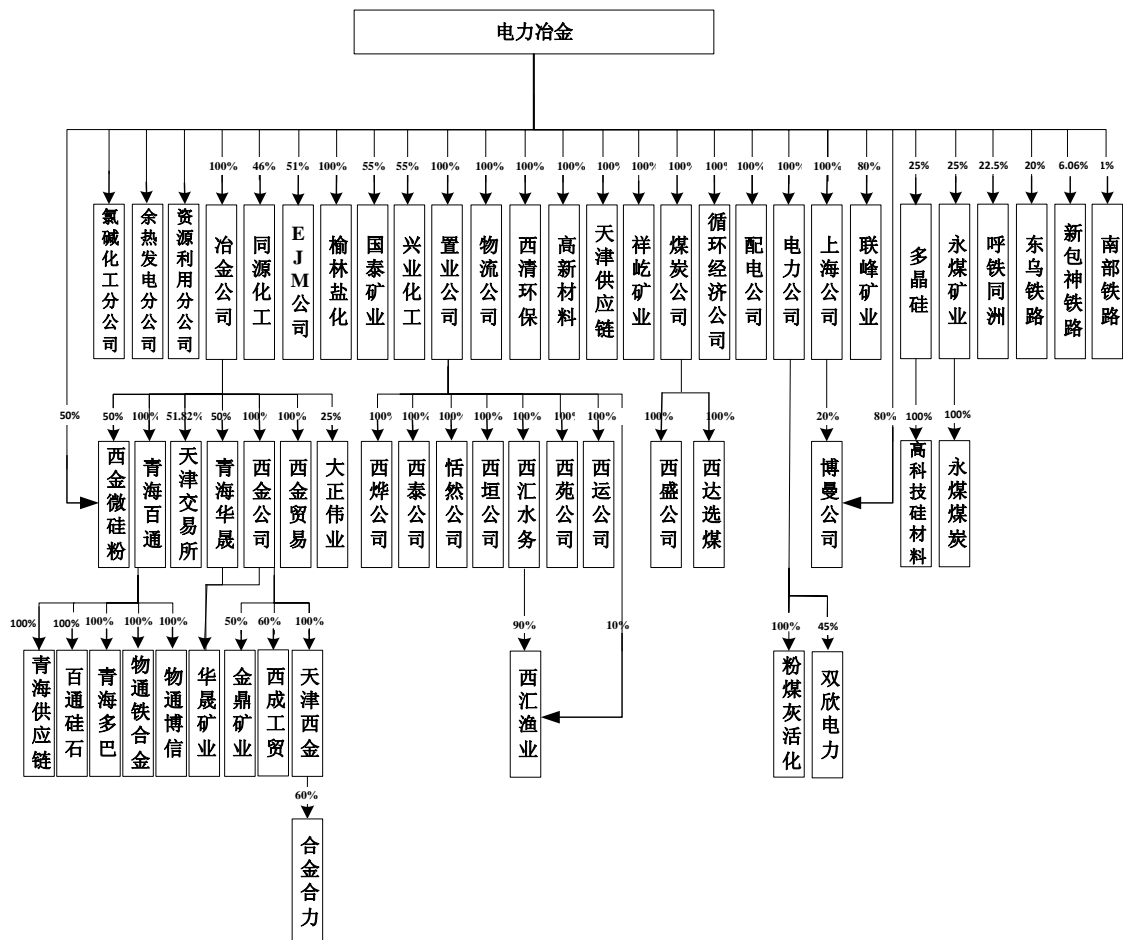 电力冶金
100%
46%
51%
100%
55%
55%
100%
100%
100%
100%
100%
100%
100%
100%
100%
100%
100%
80%
25%
25%
22.5%
20%
6.06%
1%
氯碱化工分公司
余热发电分公司
资源利用分公司
冶金公司
同源化工
EJM公司
榆林盐化
国泰矿业
兴业化工
置业公司
物流公司
西清环保
高新材料
天津供应链
祥屹矿业
煤炭公司
循环经济公司
配电公司
电力公司
上海公司
联峰矿业
多晶硅
永煤矿业
呼铁同洲
东乌铁路
新包神铁路
南部铁路
50%
50%
100%
51.82%
50%
100%
100%
25%
100%
100%
100%
100%
100%
100%
100%
100%
100%
20%
80%
100%
100%
西金微硅粉
青海百通
天津交易所
青海华晟
西金公司
西金贸易
大正伟业
西烨公司
西泰公司
恬然公司
西垣公司
西汇水务
西苑公司
西运公司
西盛公司
西达选煤
博曼公司
高科技硅材料
永煤煤炭
100%
100%
100%
100%
100%
50%
60%
100%
90%
10%
100%
45%
青海供应链
百通硅石
青海多巴
物通铁合金
物通博信
华晟矿业
金鼎矿业
西成工贸
天津西金
西汇渔业
粉煤灰活化
双欣电力
60%
合金合力